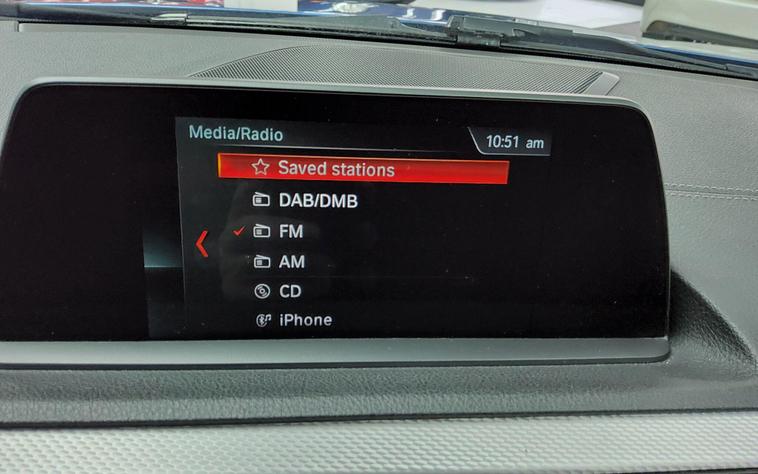 Media/Radio
10:51 am
Saved stations
DAB/DMB
FM
AM
CD
iPhone